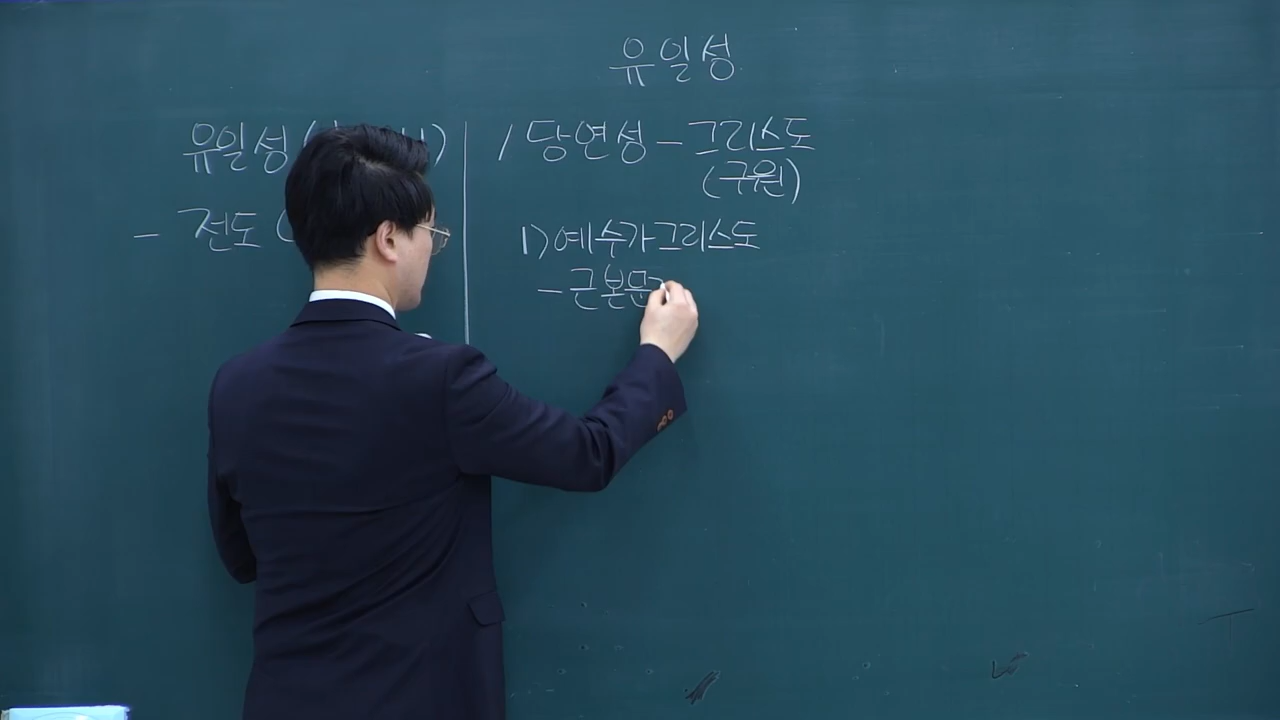 유일성
유일성(
- 전도(
1 당연성 - 그리스도
(구원)
1) 예수가 그리스도
- 근본문